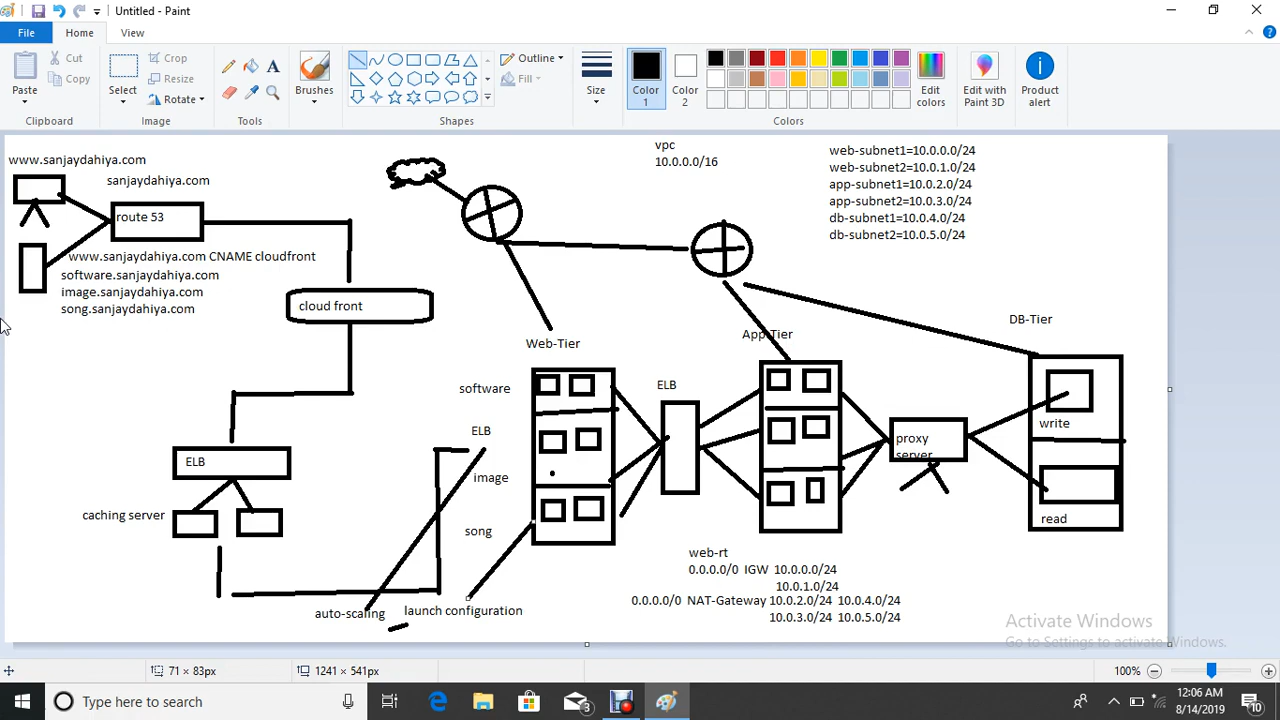 Untitled - Paint
File
Home
View
Paste
Cut
Copy
Clipboard
Select
Crop
Resize
Rotate
Image
Tools
Brushes
Outline
Fill
Shapes
Size
Color 1
Color 2
Edit colors
Colors
Edit with Paint 3D
Product alert
www.sanjaydahiya.com
sanjaydahiya.com
route 53
www.sanjaydahiya.com CNAME cloudfront
software.sanjaydahiya.com
image.sanjaydahiya.com
song.sanjaydahiya.com
cloud front
vpc
10.0.0.0/16
web-subnet1=10.0.0.0/24
web-subnet2=10.0.1.0/24
app-subnet1=10.0.2.0/24
app-subnet2=10.0.3.0/24
db-subnet1=10.0.4.0/24
db-subnet2=10.0.5.0/24
DB-Tier
App-Tier
Web-Tier
software
ELB
ELB
image
song
ELB
caching server
proxy
server
write
read
auto-scaling
launch configuration
web-rt
0.0.0.0/0 IGW 10.0.0.0/24
10.0.1.0/24
0.0.0.0/0 NAT-Gateway 10.0.2.0/24 10.0.4.0/24
10.0.3.0/24 10.0.5.0/24
Activate Windows
Go to Settings to activate Windows.
71 × 83px
1241 × 541px
100%
Type here to search
3
12:06 AM
8/14/2019
10